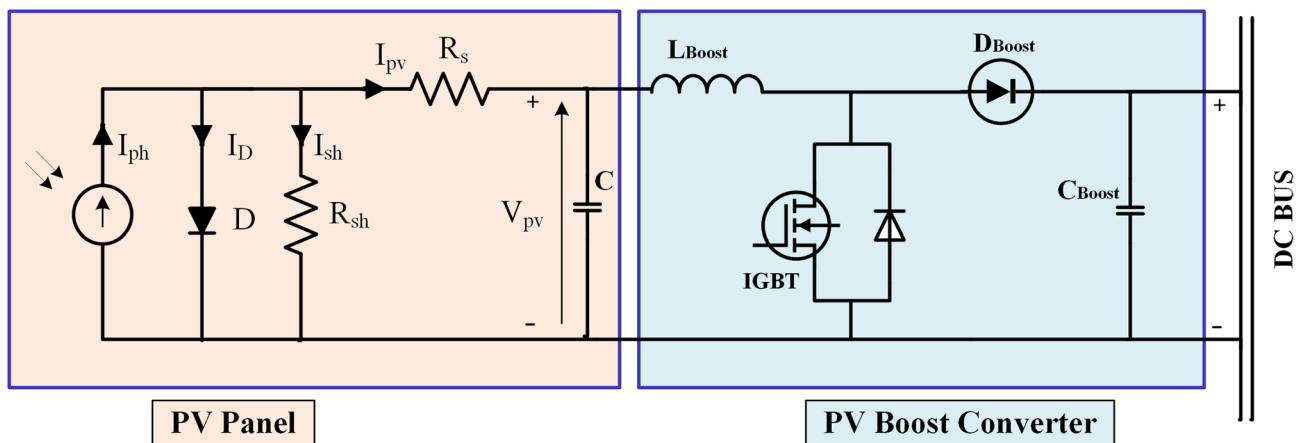 I_pv
R_s
+
I_ph
I_D
I_sh
D
R_sh
V_pv
C
-
PV Panel
L_Boost
D_Boost
IGBT
C_Boost
+
-
DC BUS
PV Boost Converter